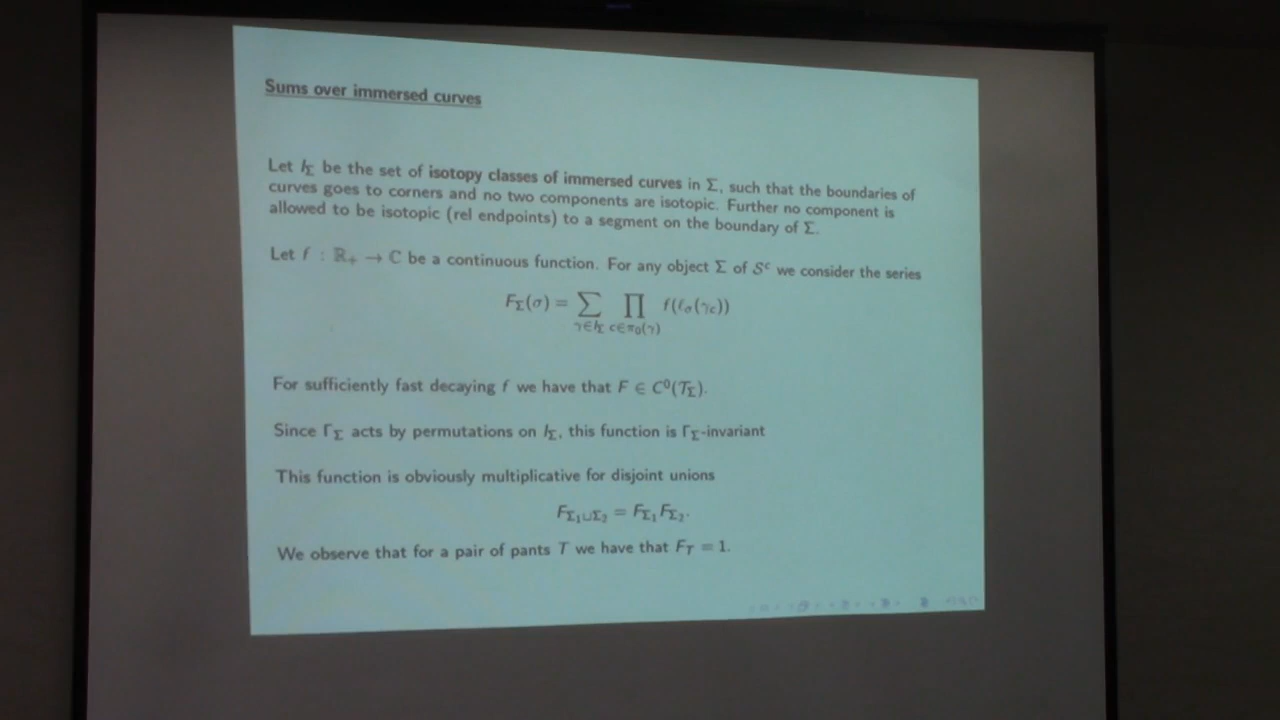 Sums over immersed curves
Let I_Σ be the set of isotopy classes of immersed curves in Σ, such that the boundaries of
curves goes to corners and no two components are isotopic. Further no component is
allowed to be isotopic (rel endpoints) to a segment on the boundary of Σ.
Let f : ℝ₊ → ℂ be a continuous function. For any object Σ of S^c we consider the series
F_Σ(σ) = ∑_{γ∈I_Σ} ∏_{c∈π₀(γ)} f(ℓ_σ(γ_c))
For sufficiently fast decaying f we have that F ∈ C⁰(T_Σ).
Since Γ_Σ acts by permutations on I_Σ, this function is Γ_Σ-invariant
This function is obviously multiplicative for disjoint unions
F_{Σ₁∪Σ₂} = F_{Σ₁} F_{Σ₂}.
We observe that for a pair of pants T we have that F_T = 1.